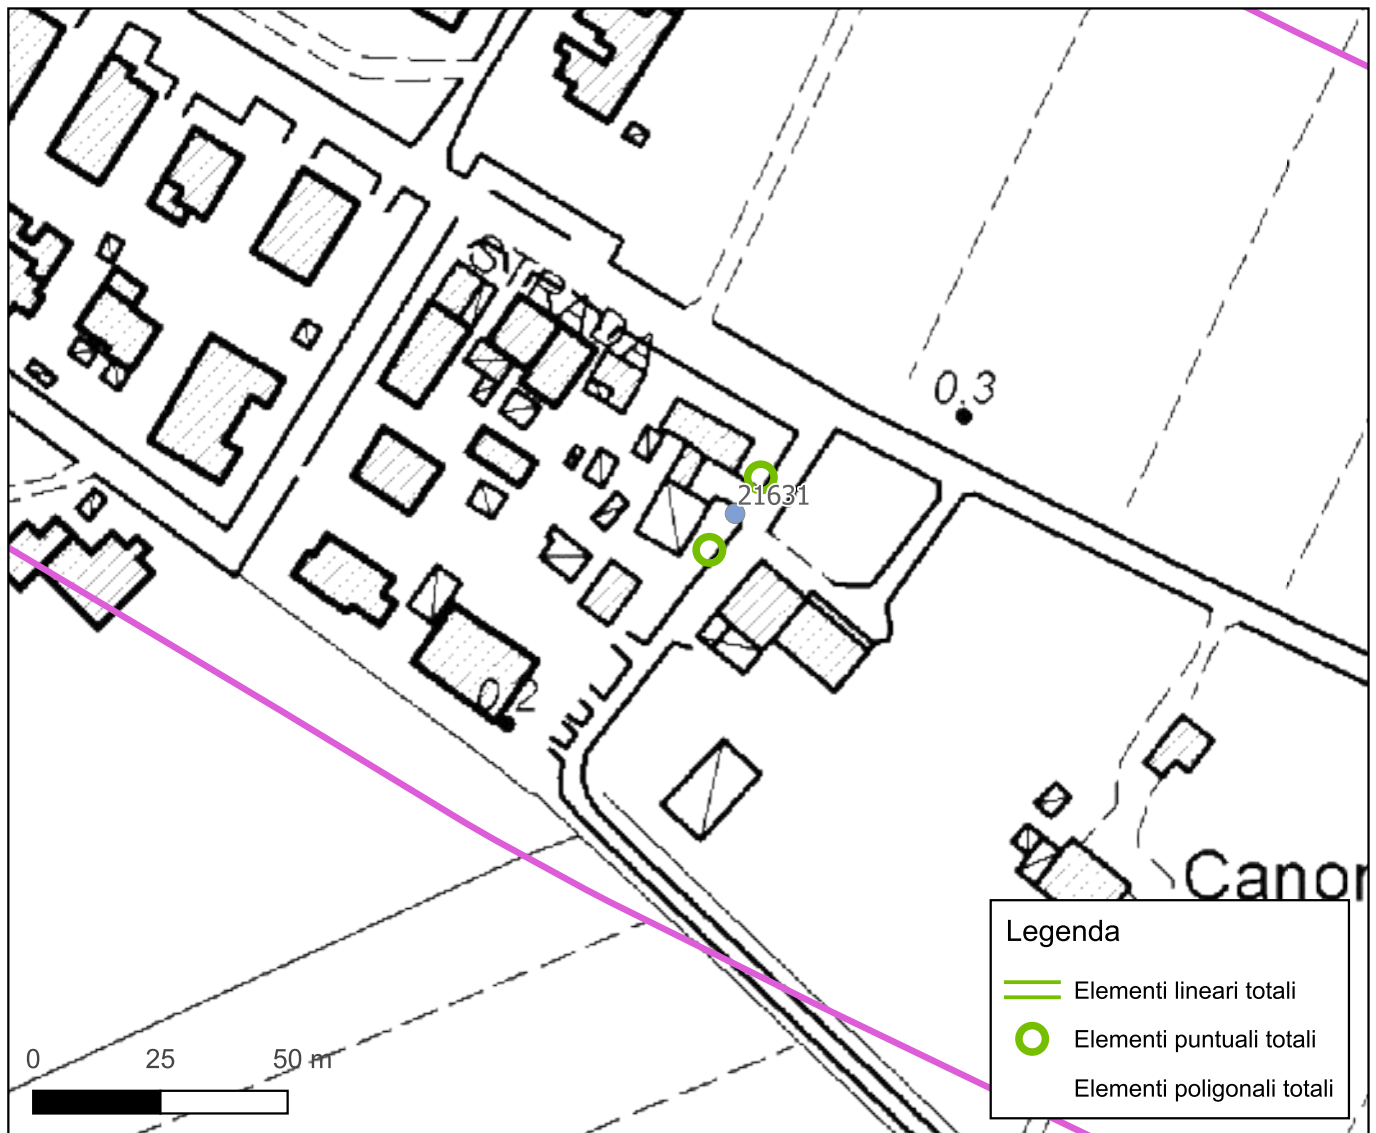 STRADA
0.3
21631
0.2
Canon
Legenda
Elementi lineari totali
Elementi puntuali totali
Elementi poligonali totali
0 25 50 m